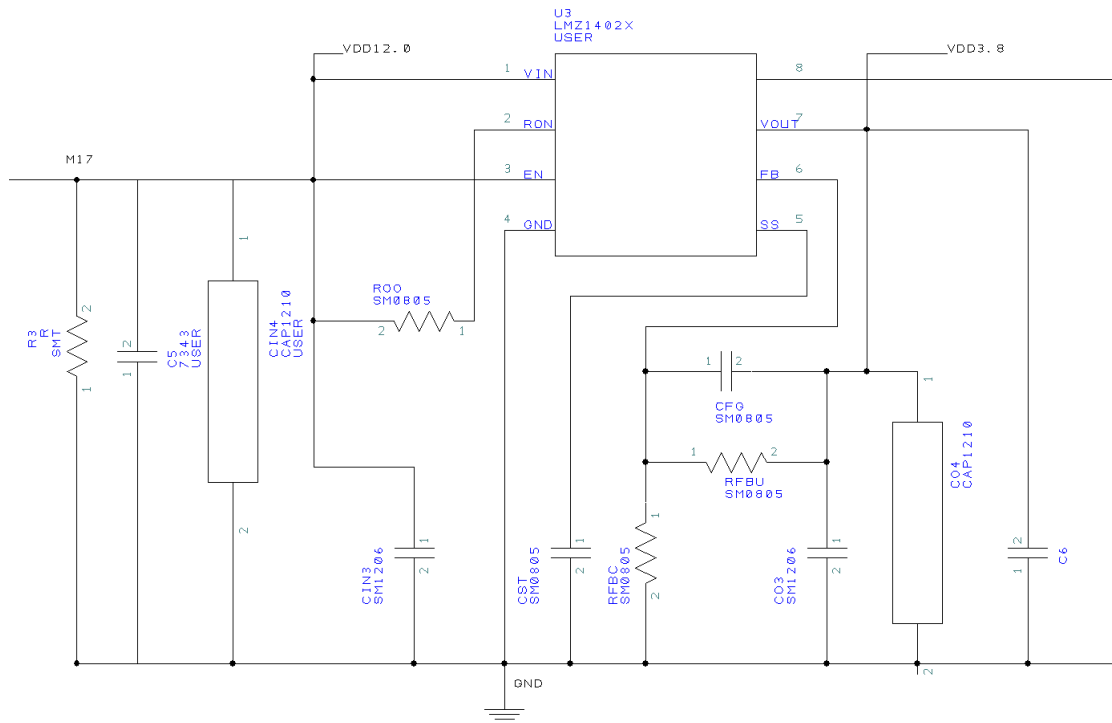 U3
LMZ1402X
USER
VDD12.0
VDD3.8
1
VIN
8
2
RON
VOUT
7
M17
3
EN
FB
6
4
GND
SS
5
1
ROO
SM0805
2
1
2
R3
R
SMT
1
2
1
C5
7343
USER
CIN4
CAP1210
USER
2
1
2
CFG
SM0805
1
1
2
RFBU
SM0805
CO4
CAP1210
1
2
CIN3
SM1206
1
2
CST
SM0805
1
2
RFBC
SM0805
1
2
CO3
SM1206
2
1
C6
2
GND